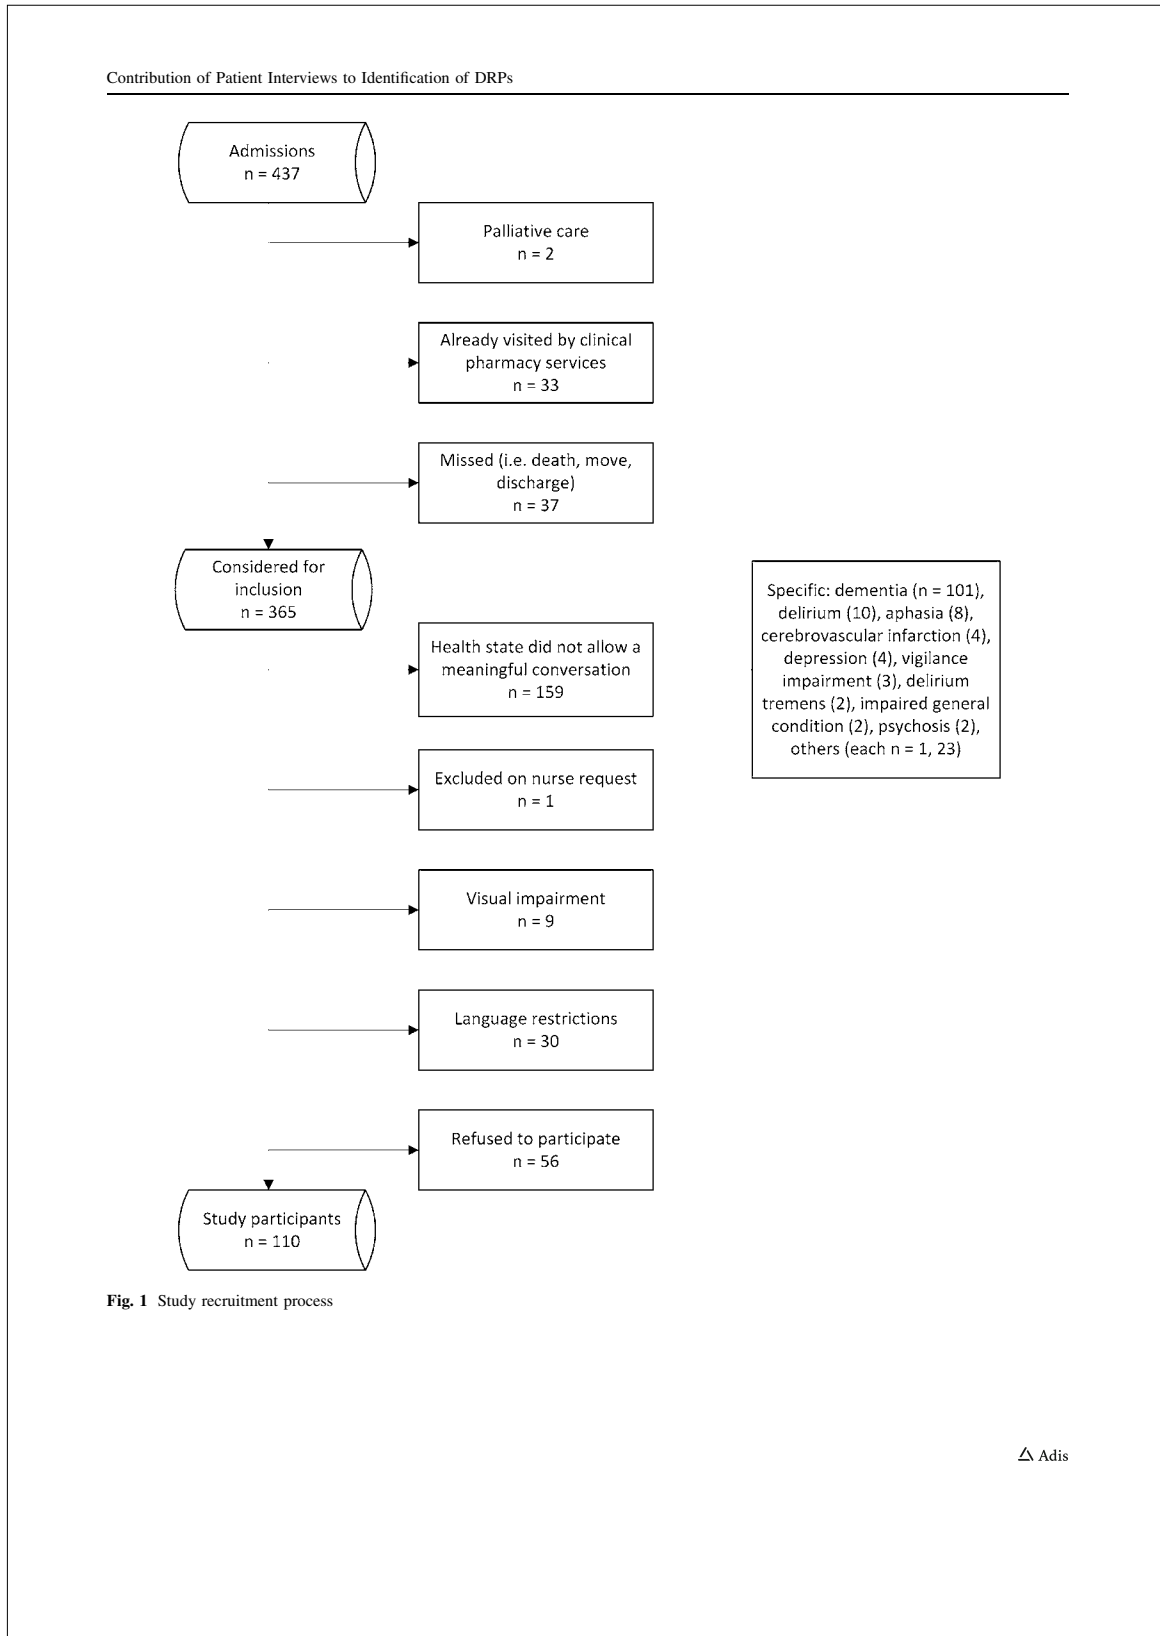 Contribution of Patient Interviews to Identification of DRPs
Admissions
n = 437
Palliative care
n = 2
Already visited by clinical
pharmacy services
n = 33
Missed (i.e. death, move,
discharge)
n = 37
Considered for
inclusion
n = 365
Health state did not allow a
meaningful conversation
n = 159
Specific: dementia (n = 101),
delirium (10), aphasia (8),
cerebrovascular infarction (4),
depression (4), vigilance
impairment (3), delirium
tremens (2), impaired general
condition (2), psychosis (2),
others (each n = 1, 23)
Excluded on nurse request
n = 1
Visual impairment
n = 9
Language restrictions
n = 30
Refused to participate
n = 56
Study participants
n = 110
Fig. 1 Study recruitment process
Adis